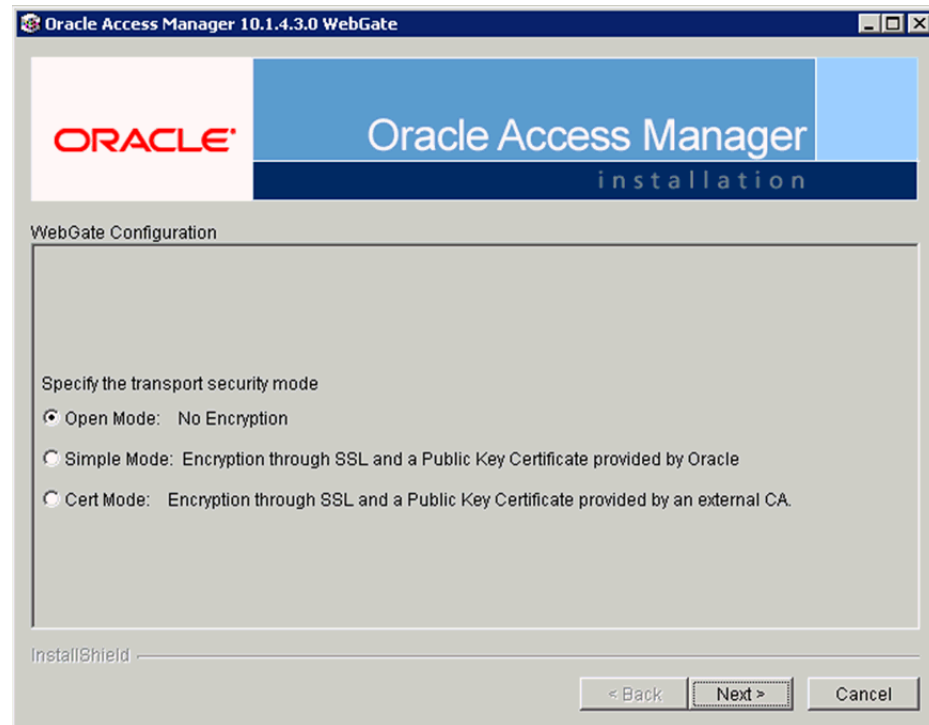 Oracle Access Manager 10.1.4.3.0 WebGate
ORACLE®
Oracle Access Manager
installation
WebGate Configuration
Specify the transport security mode
Open Mode: No Encryption
Simple Mode: Encryption through SSL and a Public Key Certificate provided by Oracle
Cert Mode: Encryption through SSL and a Public Key Certificate provided by an external CA.
InstallShield
< Back Next > Cancel